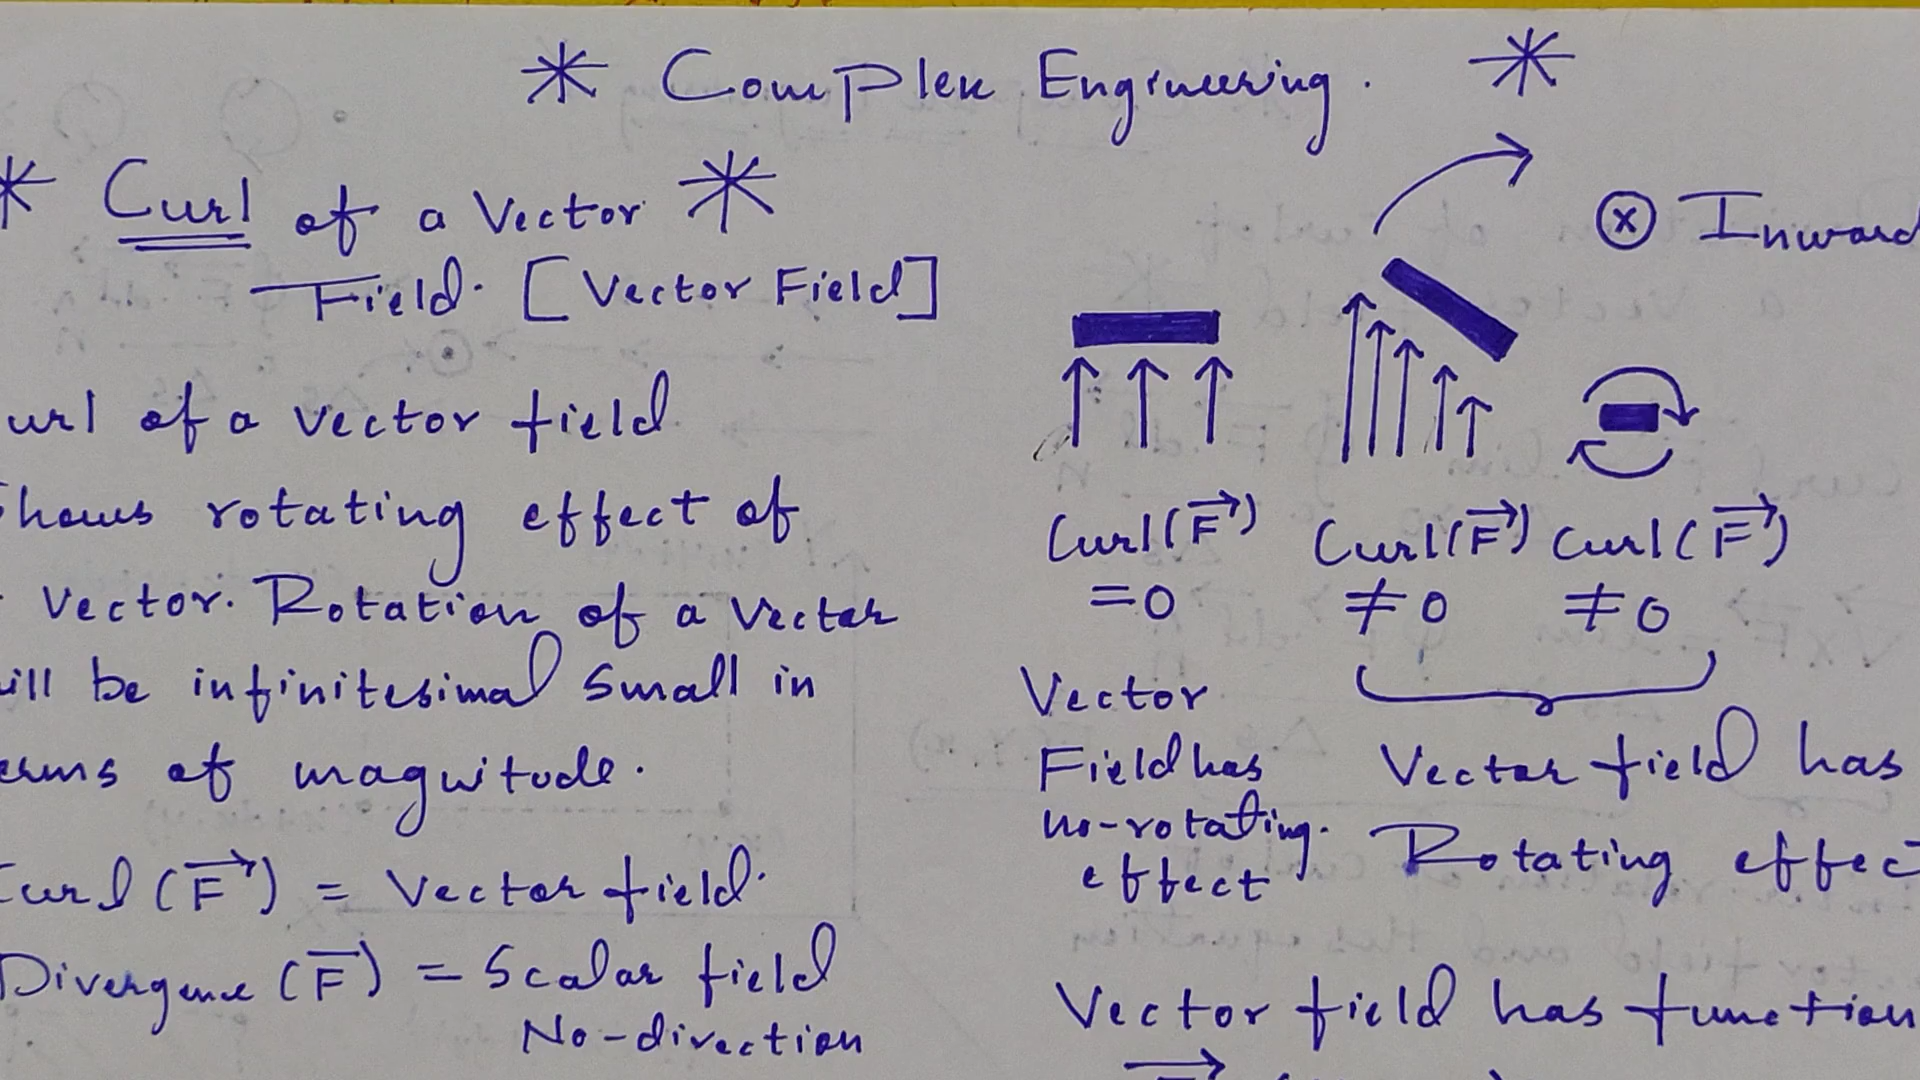 * Complex Engineering. *
* Curl of a Vector *
Field. [Vector Field]
url of a vector field
Shows rotating effect of
Vector. Rotation of a vector
ill be infinitesimal small in
erms of magnitude.
Curl (F) = Vector field.
Divergence (F) = Scalar field
No-direction
ⓧ Inward
Curl(F) Curl(F) Curl(F)
=0 ≠0 ≠0
Vector
Field has
no-rotating.
effect
Vector field has
Rotating effec
Vector field has function